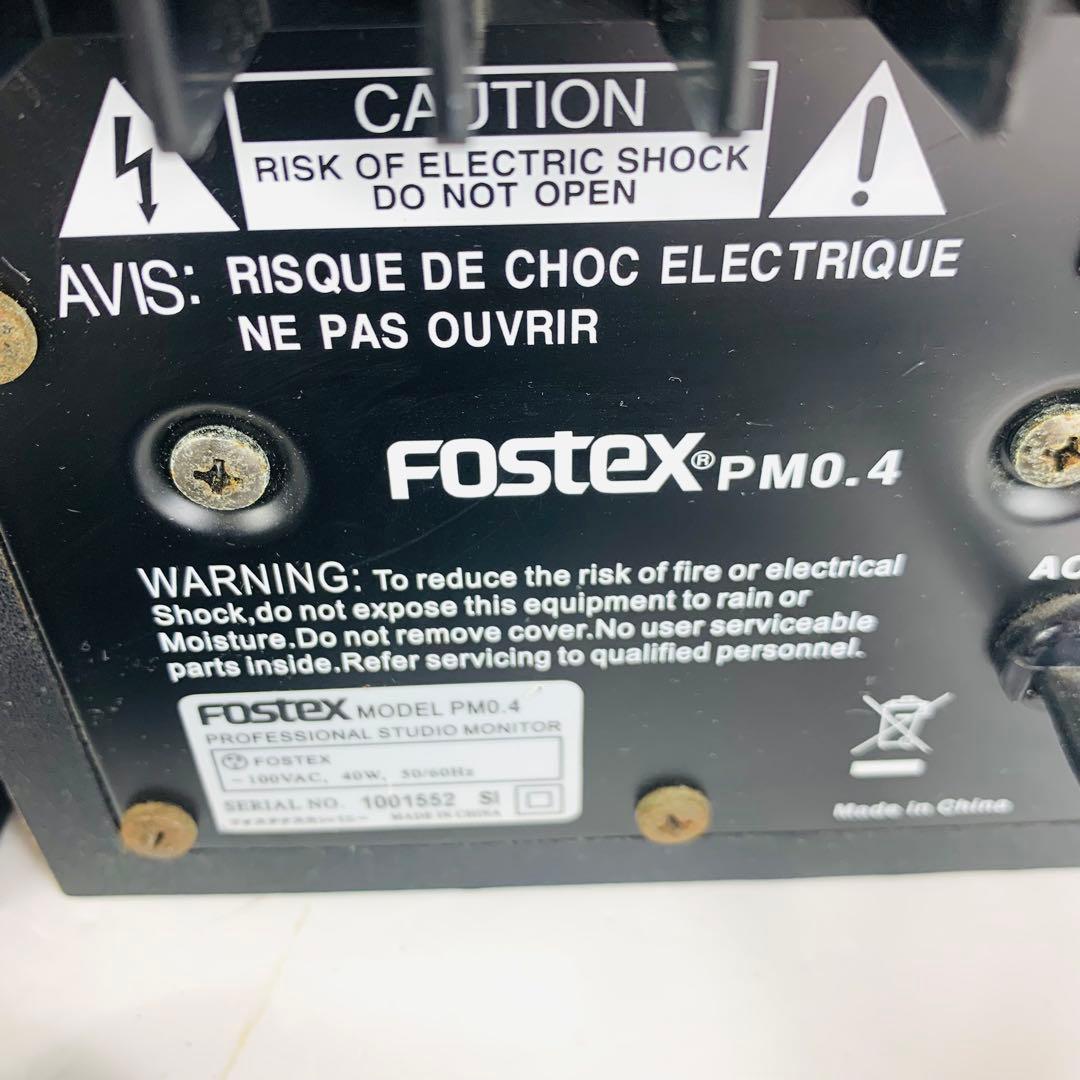 CAUTION
RISK OF ELECTRIC SHOCK
DO NOT OPEN
AVIS: RISQUE DE CHOC ELECTRIQUE
NE PAS OUVRIR
FOSTEX® PM0.4
WARNING: To reduce the risk of fire or electrical
Shock,do not expose this equipment to rain or
Moisture.Do not remove cover.No user serviceable
parts inside.Refer servicing to qualified personnel.
AC
FOSTEX MODEL PM0.4
PROFESSIONAL STUDIO MONITOR
FOSTEX
~100VAC, 40W, 50/60Hz
SERIAL NO. 1001552 SI
MADE IN CHINA
Made in China